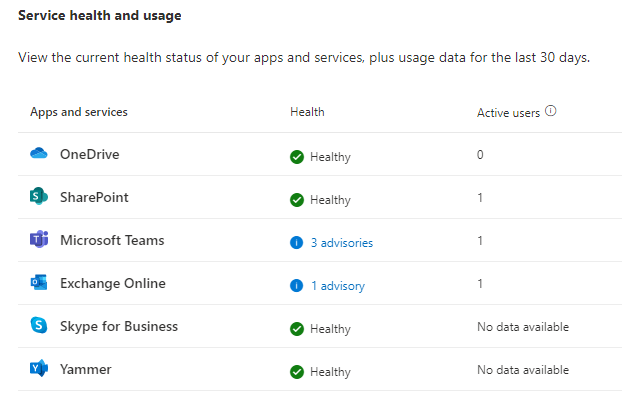 Service health and usage
View the current health status of your apps and services, plus usage data for the last 30 days.
Apps and services Health Active users
OneDrive Healthy 0
SharePoint Healthy 1
Microsoft Teams 3 advisories 1
Exchange Online 1 advisory 1
Skype for Business Healthy No data available
Yammer Healthy No data available